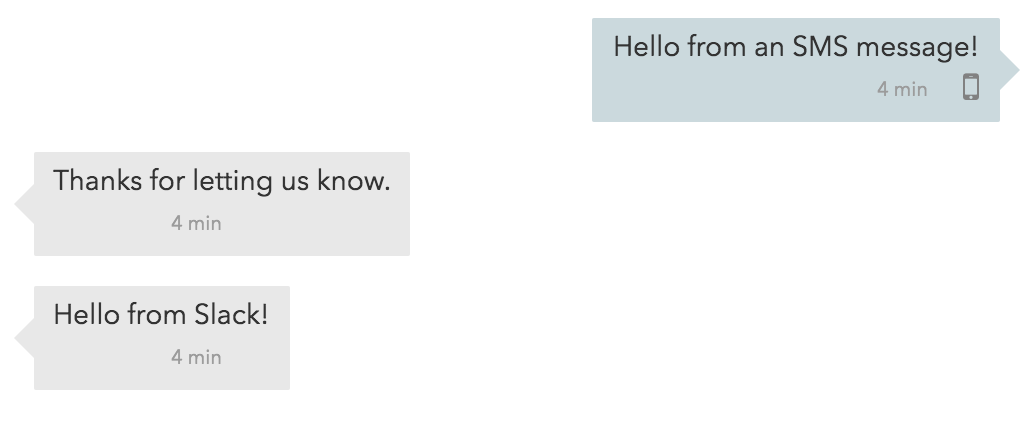 Hello from an SMS message!
4 min
Thanks for letting us know.
4 min
Hello from Slack!
4 min